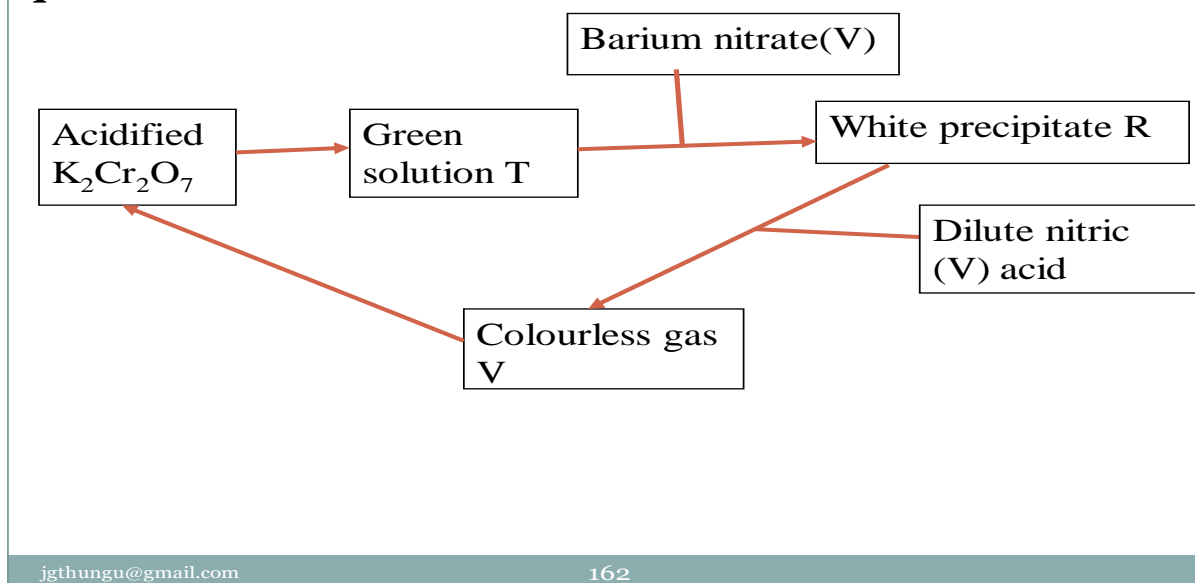 Barium nitrate(V)
Acidified
K₂Cr₂O₇
Green
solution T
White precipitate R
Dilute nitric
(V) acid
Colourless gas
V
jgthungu@gmail.com
162